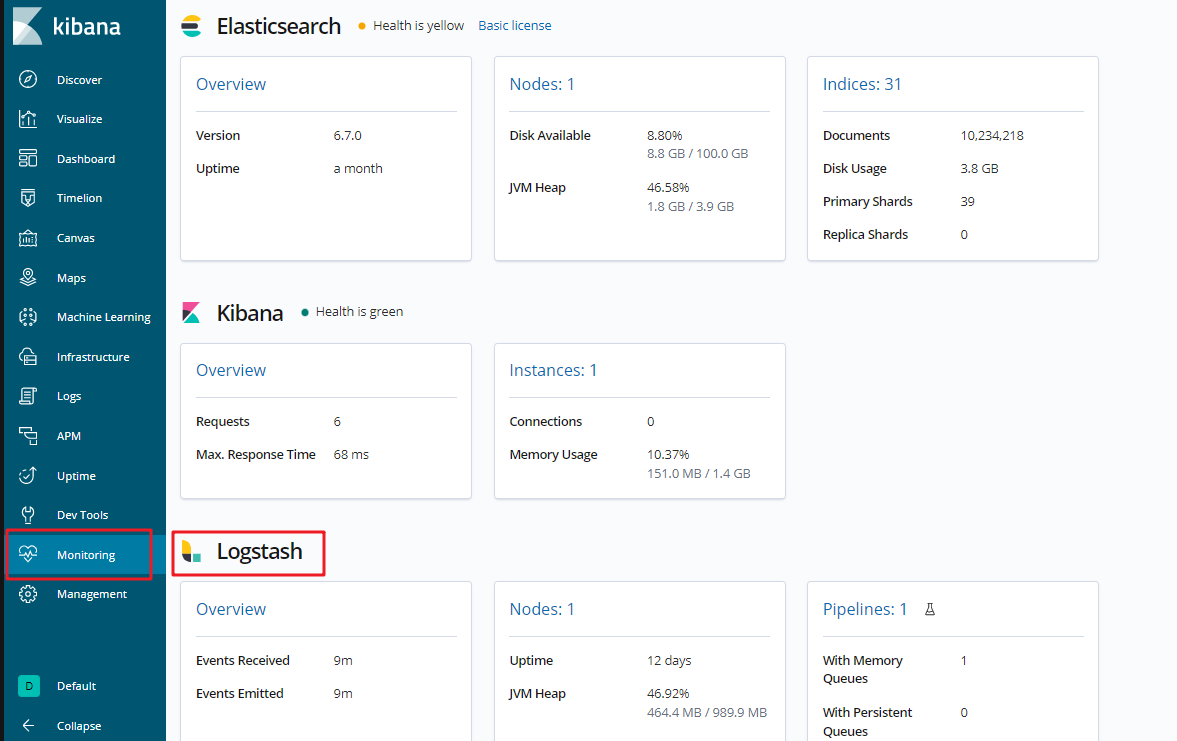 kibana
Discover
Visualize
Dashboard
Timelion
Canvas
Maps
Machine Learning
Infrastructure
Logs
APM
Uptime
Dev Tools
Monitoring
Management
D Default
Collapse
Elasticsearch Health is yellow Basic license
Overview
Version 6.7.0
Uptime a month
Nodes: 1
Disk Available 8.80%
8.8 GB / 100.0 GB
JVM Heap 46.58%
1.8 GB / 3.9 GB
Indices: 31
Documents 10,234,218
Disk Usage 3.8 GB
Primary Shards 39
Replica Shards 0
Kibana Health is green
Overview
Requests 6
Max. Response Time 68 ms
Instances: 1
Connections 0
Memory Usage 10.37%
151.0 MB / 1.4 GB
Logstash
Overview
Events Received 9m
Events Emitted 9m
Nodes: 1
Uptime 12 days
JVM Heap 46.92%
464.4 MB / 989.9 MB
Pipelines: 1
With Memory 1
Queues
With Persistent 0
Queues